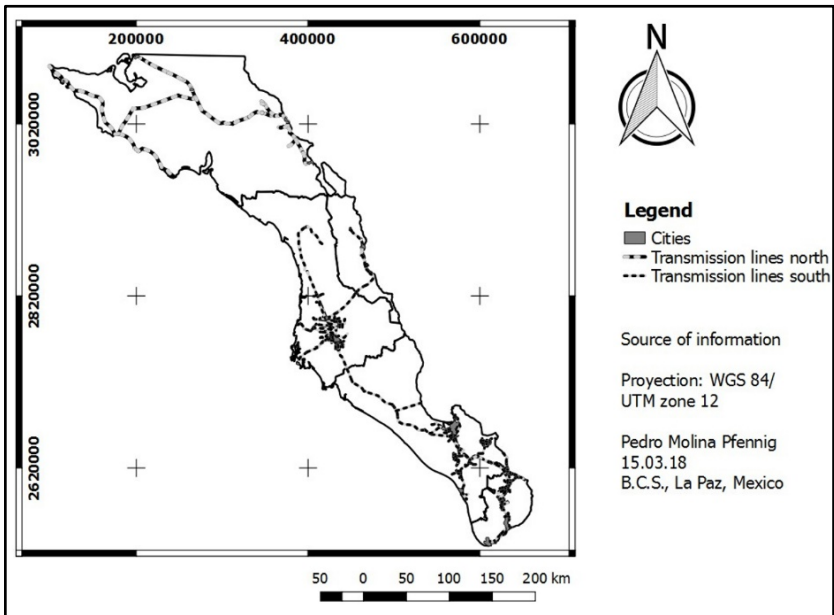 200000 400000 600000
3020000
2820000
2620000
N
Legend
Cities
Transmission lines north
Transmission lines south
Source of information
Proyection: WGS 84/
UTM zone 12
Pedro Molina Pfennig
15.03.18
B.C.S., La Paz, Mexico
50 0 50 100 150 200 km